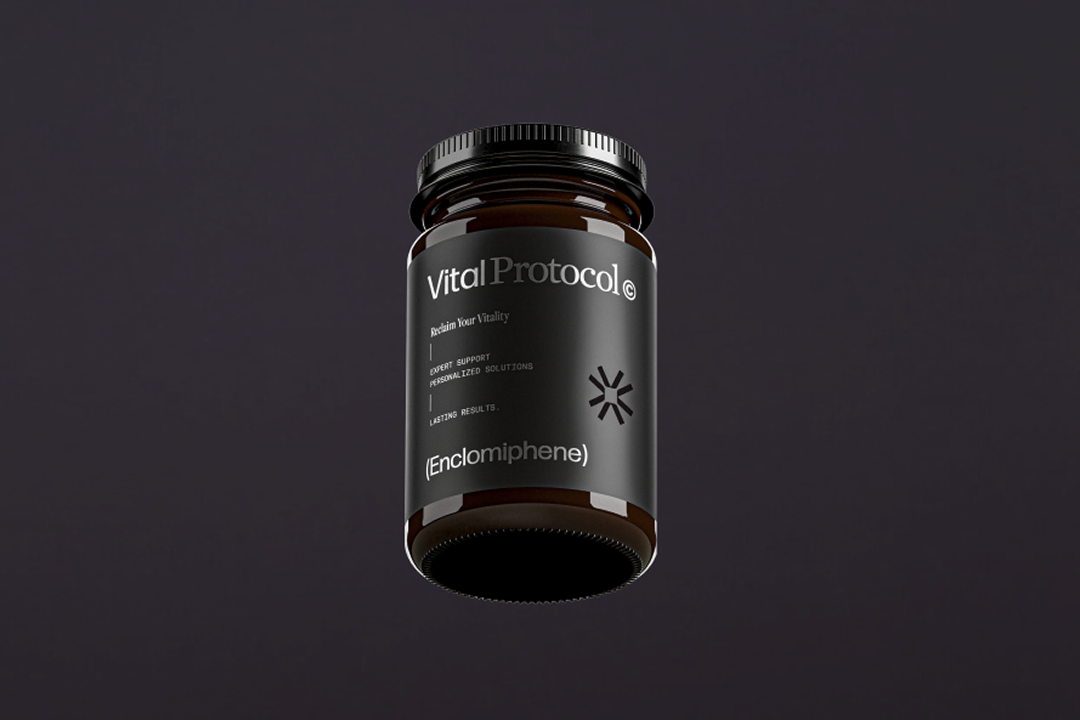 Vital Protocol ©
Reclaim Your Vitality
EXPERT SUPPORT
PERSONALIZED SOLUTIONS
LASTING RESULTS.
(Enclomiphene)